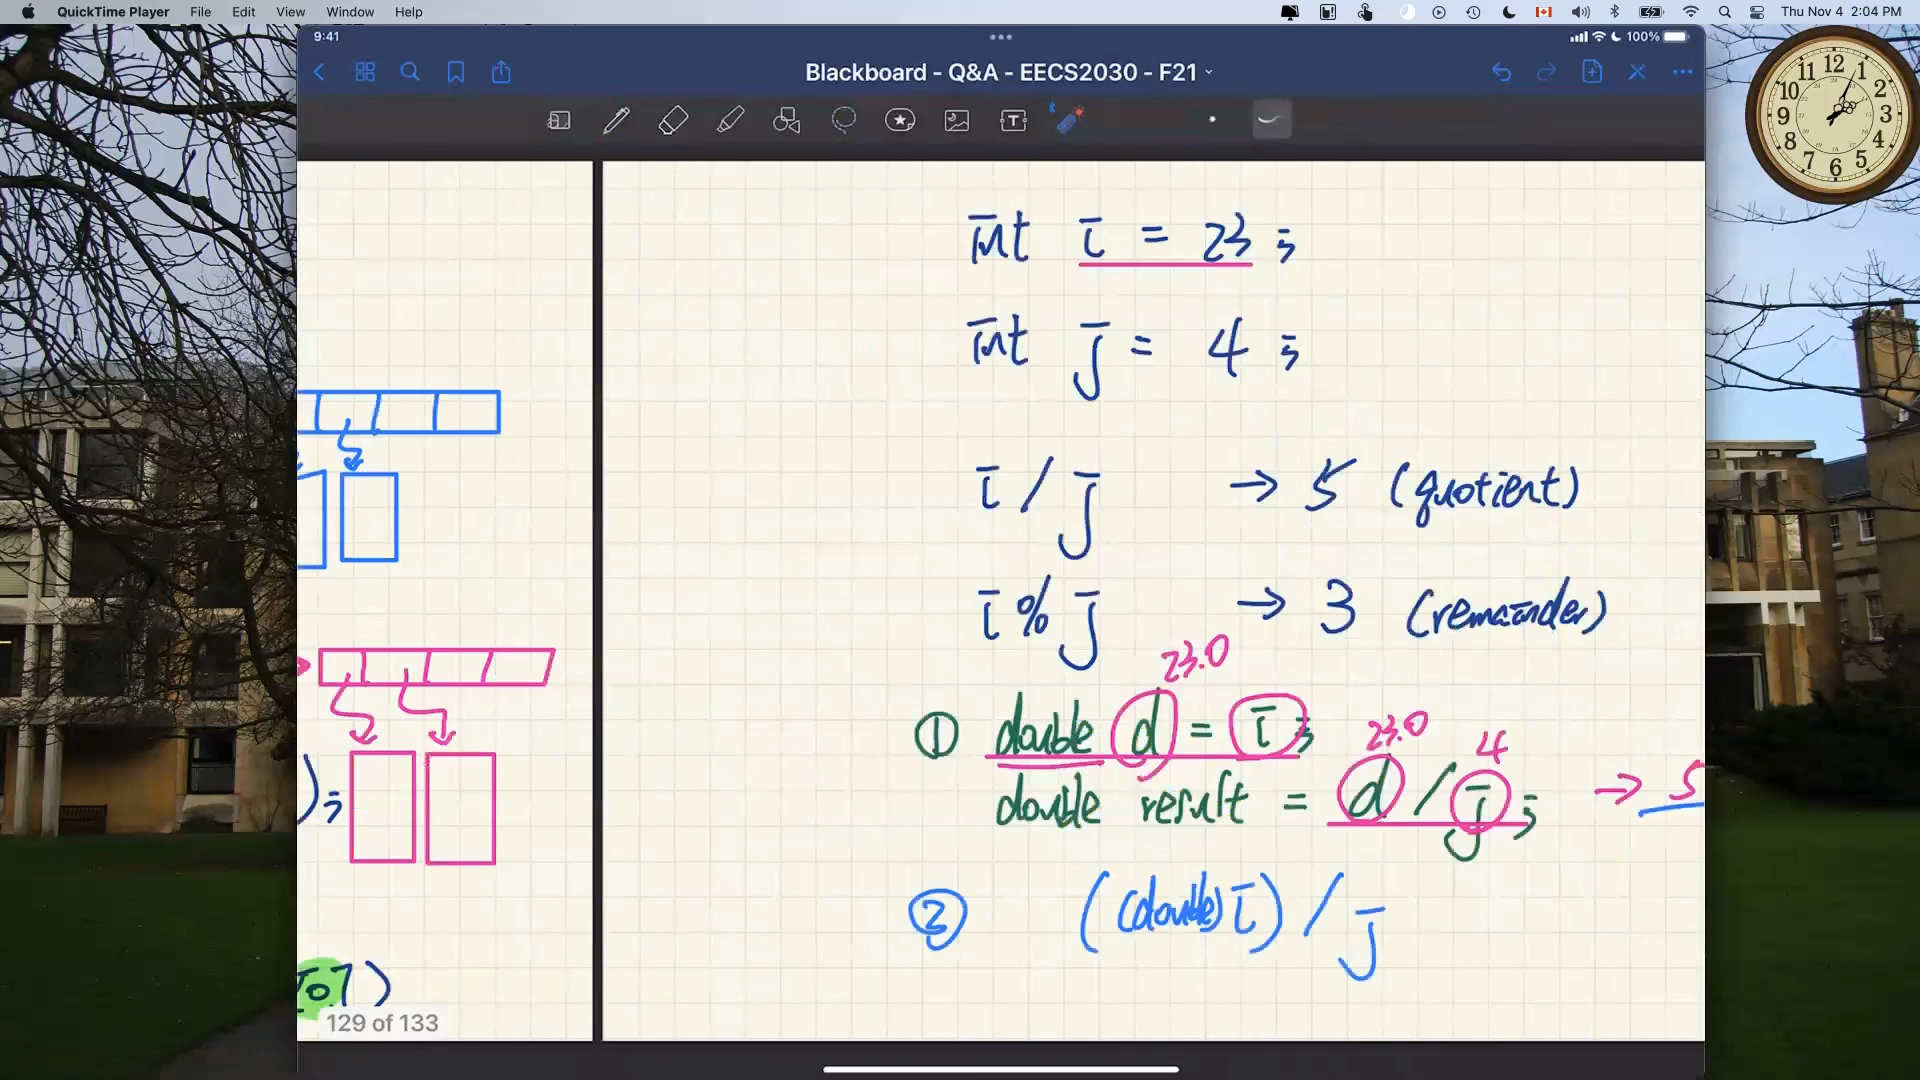 QuickTime Player File Edit View Window Help Thu Nov 4 2:04 PM
9:41 100%
Blackboard - Q&A - EECS2030 - F21
int i = 23;
int j = 4;
i / j → 5 (quotient)
i % j → 3 (remainder)
23.0
① double d = i;
23.0 4
double result = d / j; → 5
② ((double) i) / j
);
129 of 133